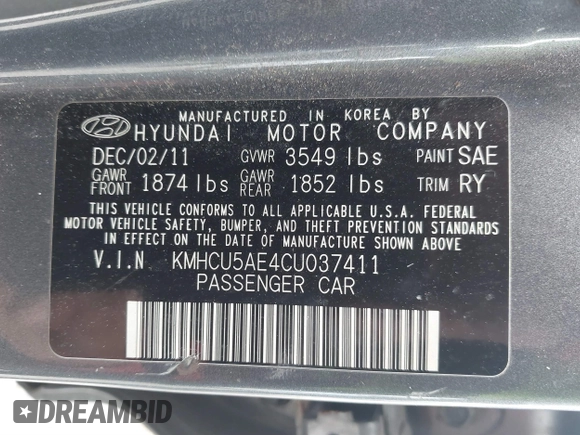 MANUFACTURED IN KOREA BY
HYUNDAI MOTOR COMPANY
DEC/02/11 GVWR 3549 lbs PAINT SAE
GAWR FRONT 1874 lbs GAWR REAR 1852 lbs TRIM RY
THIS VEHICLE CONFORMS TO ALL APPLICABLE U.S.A. FEDERAL
MOTOR VEHICLE SAFETY, BUMPER, AND THEFT PREVENTION STANDARDS
IN EFFECT ON THE DATE OF MANUFACTURE SHOWN ABOVE
V.I.N KMHCU5AE4CU037411
PASSENGER CAR
DREAMBID